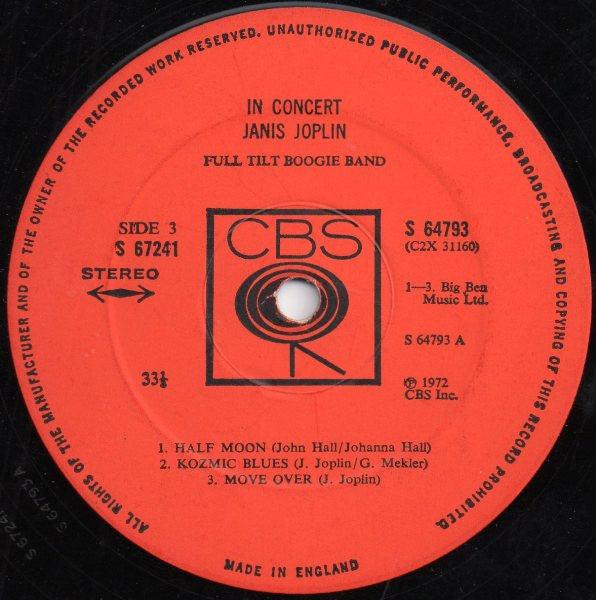 ALL RIGHTS OF THE MANUFACTURER AND OF THE OWNER OF THE RECORDED WORK RESERVED. UNAUTHORIZED PUBLIC PERFORMANCE, BROADCASTING AND COPYING OF THIS RECORD PROHIBITED.
IN CONCERT
JANIS JOPLIN
FULL TILT BOOGIE BAND
SIDE 3
S 67241
STEREO
33⅓
CBS
S 64793
(C2X 31160)
1—3. Big Ben
Music Ltd.
S 64793 A
℗ 1972
CBS Inc.
1. HALF MOON (John Hall/Johanna Hall)
2. KOZMIC BLUES (J. Joplin/G. Mekler)
3. MOVE OVER (J. Joplin)
MADE IN ENGLAND
S 67241
S 64793 A